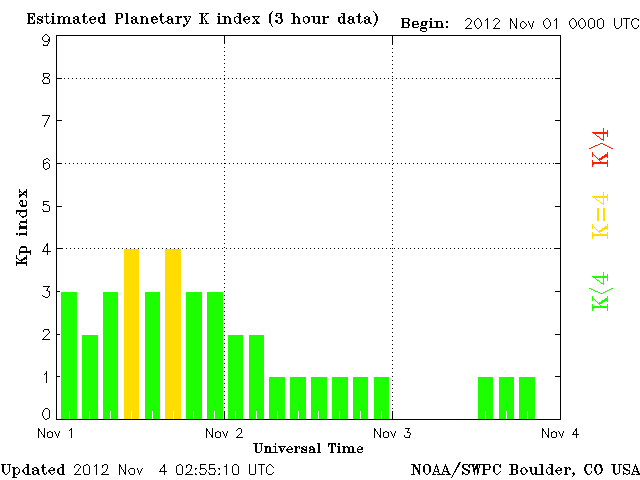 Estimated Planetary K index (3 hour data) Begin: 2012 Nov 01 0000 UTC
9
8
7
6
5
4
3
2
1
0
Kp index
K>4
K=4
K<4
Nov 1 Nov 2 Nov 3 Nov 4
Universal Time
Updated 2012 Nov 4 02:55:10 UTC NOAA/SWPC Boulder, CO USA